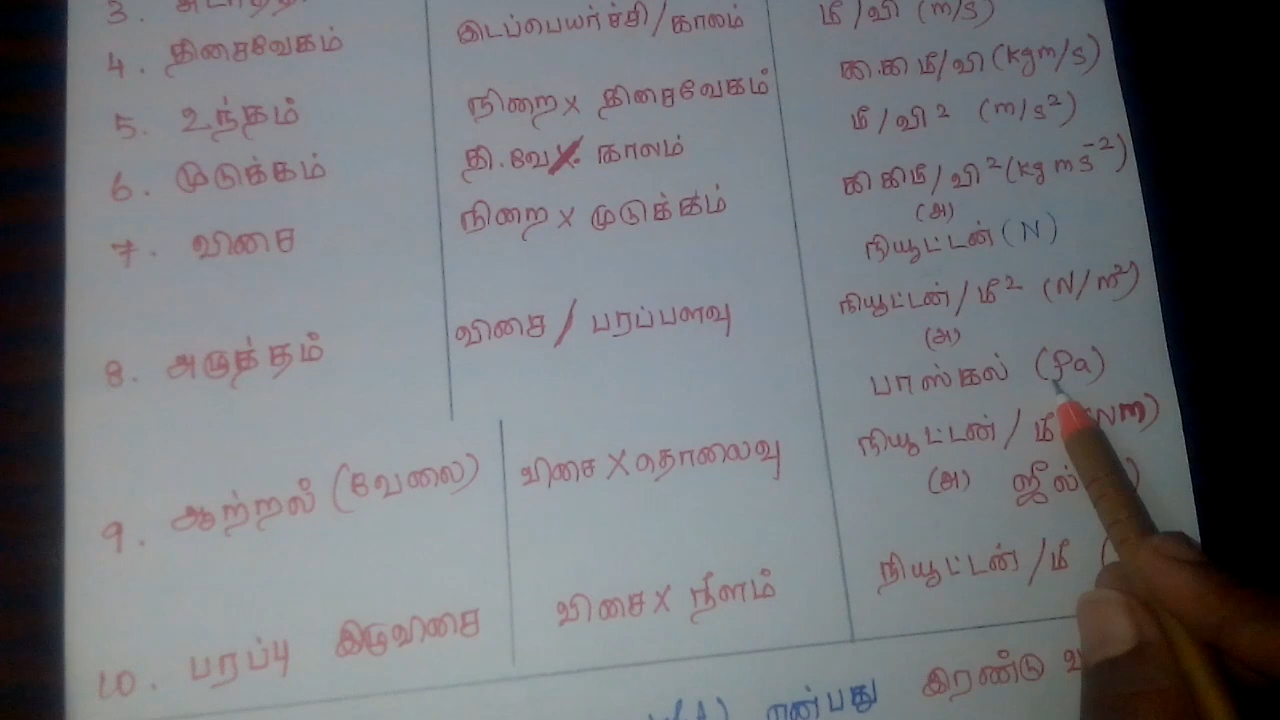 3.
4. திசைவேகம் இடப்பெயர்ச்சி/காலம் மீ/வி (m/s)
5. உந்தம் நிறை x திசைவேகம் கி.கி மீ/வி (kgm/s)
6. முடுக்கம் தி.வே / காலம் மீ/வி2 (m/s2)
7. விசை நிறை x முடுக்கம் கி கிமீ/வி2 (kg m s-2)
(அ)
நியூட்டன் (N)
8. அழுத்தம் விசை / பரப்பளவு நியூட்டன்/மீ2 (N/m2)
(அ)
பாஸ்கல் (Pa)
9. ஆற்றல் (வேலை) விசை X தொலைவு நியூட்டன்/மீ Nm)
(அ) ஜீல் )
10. பரப்பு இழுவிசை விசை X நீளம் நியூட்டன்/மீ (
என்பது இரண்டு